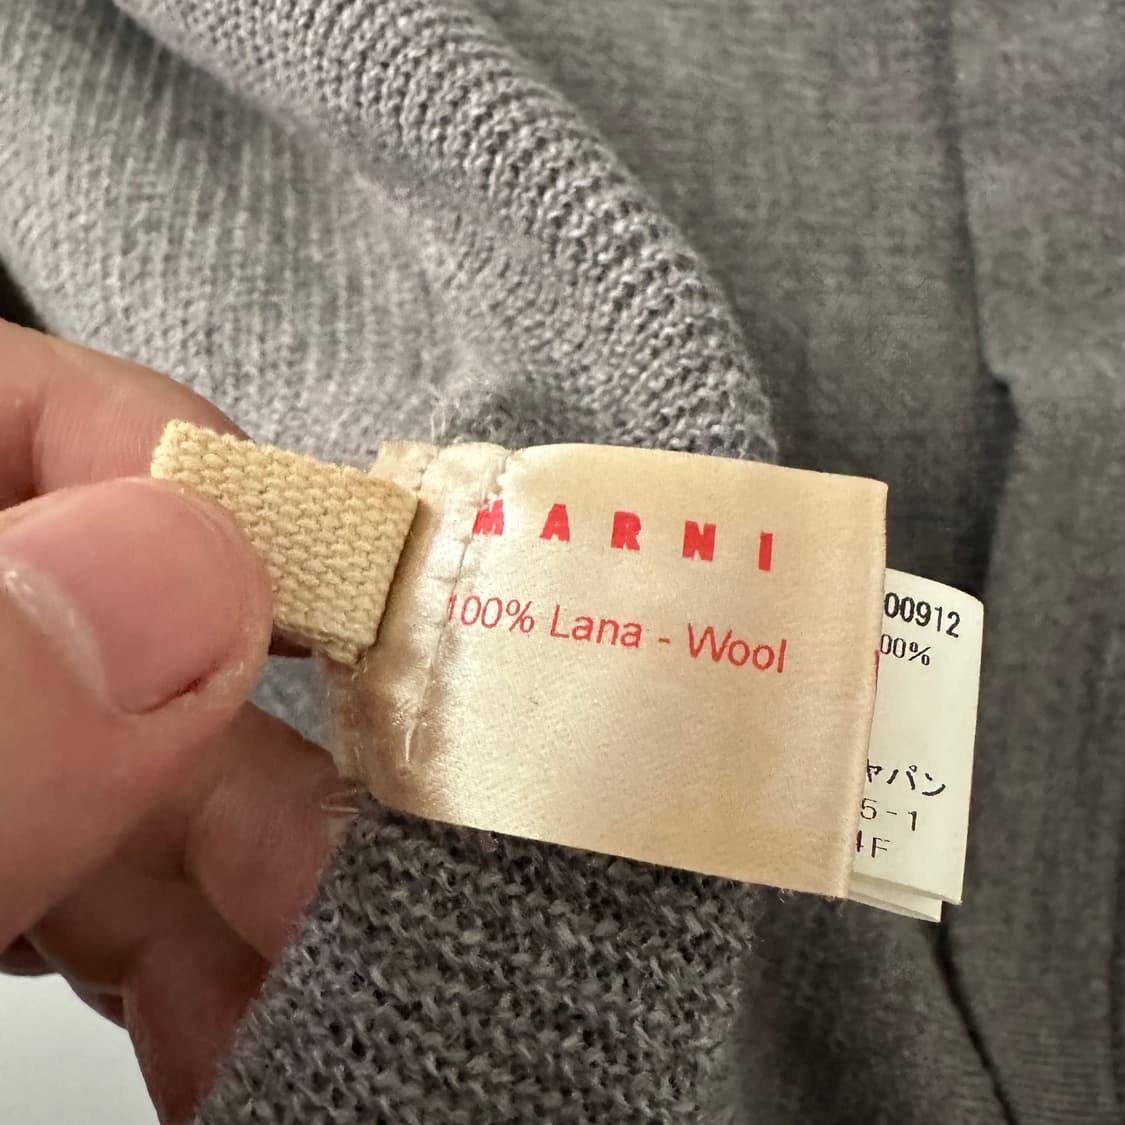 MARNI
100% Lana - Wool
00912
00%
ャパン
5-1
4F